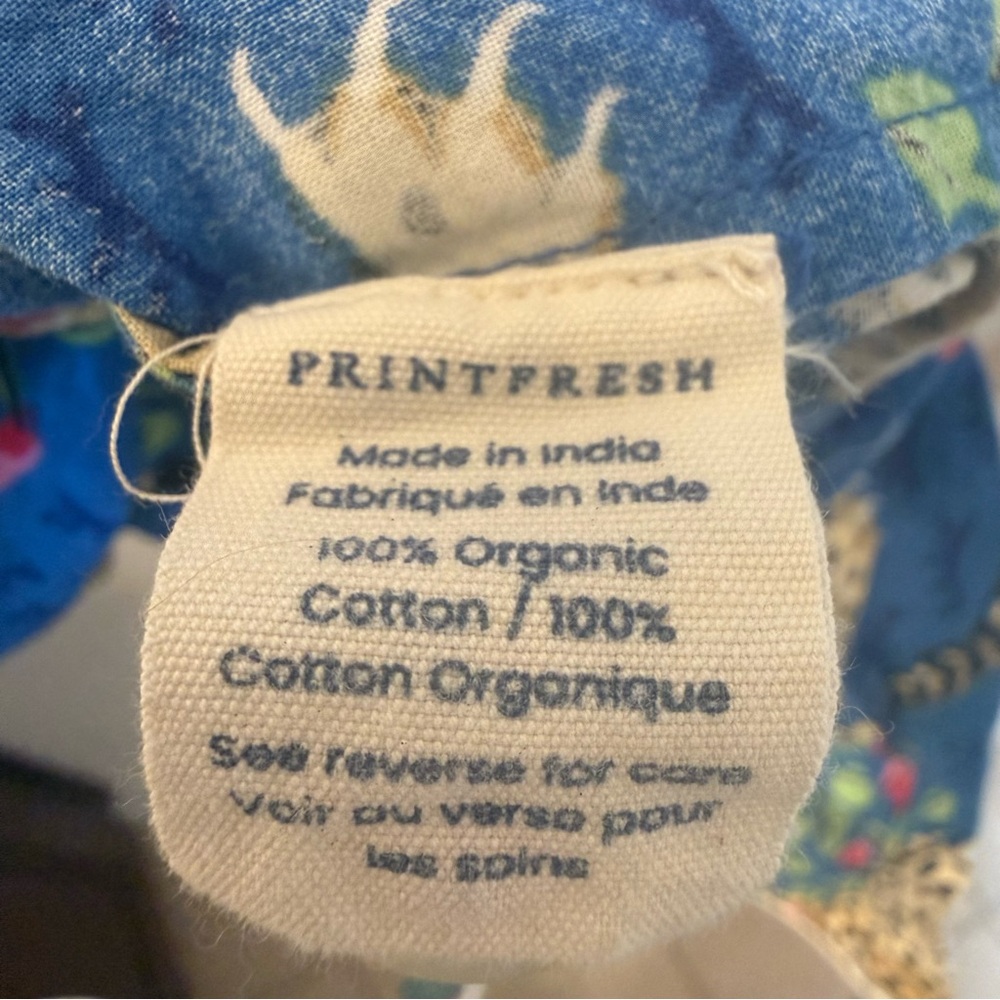 PRINTFRESH
Made in India
Fabriqué en Inde
100% Organic
Cotton / 100%
Cotton Organique
See reverse for care
Voir au verso pour
les soins